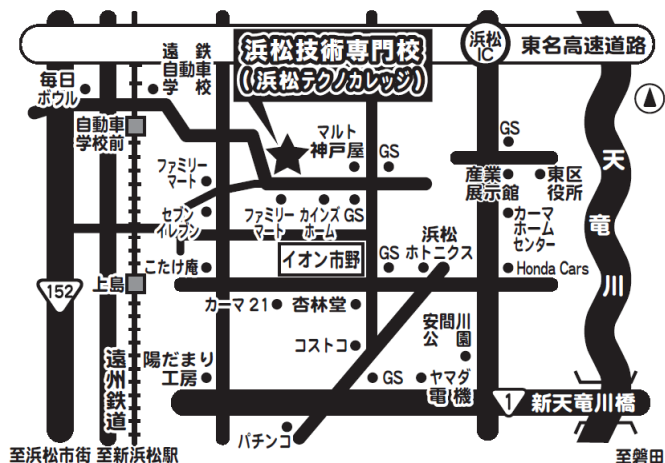 浜松技術専門校
（浜松テクノカレッジ）
浜松
IC
東名高速道路
遠鉄
自動車
学校
毎日
ボウル
自動車
学校前
マルト
神戸屋
GS
GS
産業
展示館
東区
役所
天竜川
ファミリー
マート
セブン
イレブン
ファミリー
マート
カインズ
ホーム
GS
カーマ
ホーム
センター
浜松
ホトニクス
こたけ庵
イオン市野
GS
Honda Cars
152
上島
カーマ21
杏林堂
安間川
公園
コストコ
遠州鉄道
陽だまり
工房
GS
ヤマダ
電機
1
新天竜川橋
パチンコ
至浜松市街
至新浜松駅
至磐田